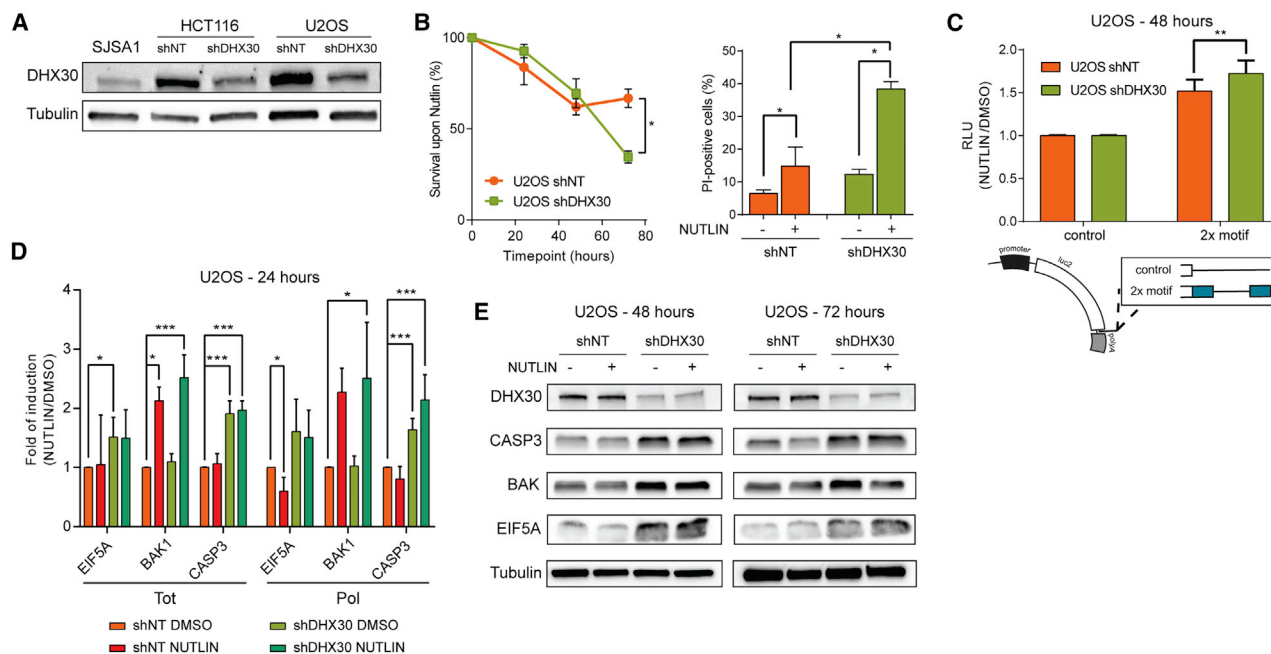 A
HCT116 U2OS
SJSA1 shNT shDHX30 shNT shDHX30
DHX30
Tubulin
B
Survival upon Nutlin (%)
100
50
0
0 20 40 60 80
Timepoint (hours)
U2OS shNT
U2OS shDHX30
*
PI-positive cells (%)
50
40
30
20
10
0
* * *
NUTLIN - + - +
shNT shDHX30
C
U2OS - 48 hours
RLU
(NUTLIN/DMSO)
2.0
1.5
1.0
0.5
0.0
U2OS shNT
U2OS shDHX30
**
control 2x motif
promoter
luc2
polyA
control
2x motif
D
U2OS - 24 hours
Fold of induction
(NUTLIN/DMSO)
4
3
2
1
0
* * *** *** *** * * *** ***
EIF5A BAK1 CASP3 EIF5A BAK1 CASP3
Tot Pol
shNT DMSO shDHX30 DMSO
shNT NUTLIN shDHX30 NUTLIN
E
U2OS - 48 hours U2OS - 72 hours
shNT shDHX30 shNT shDHX30
NUTLIN - + - + - + - +
DHX30
CASP3
BAK
EIF5A
Tubulin